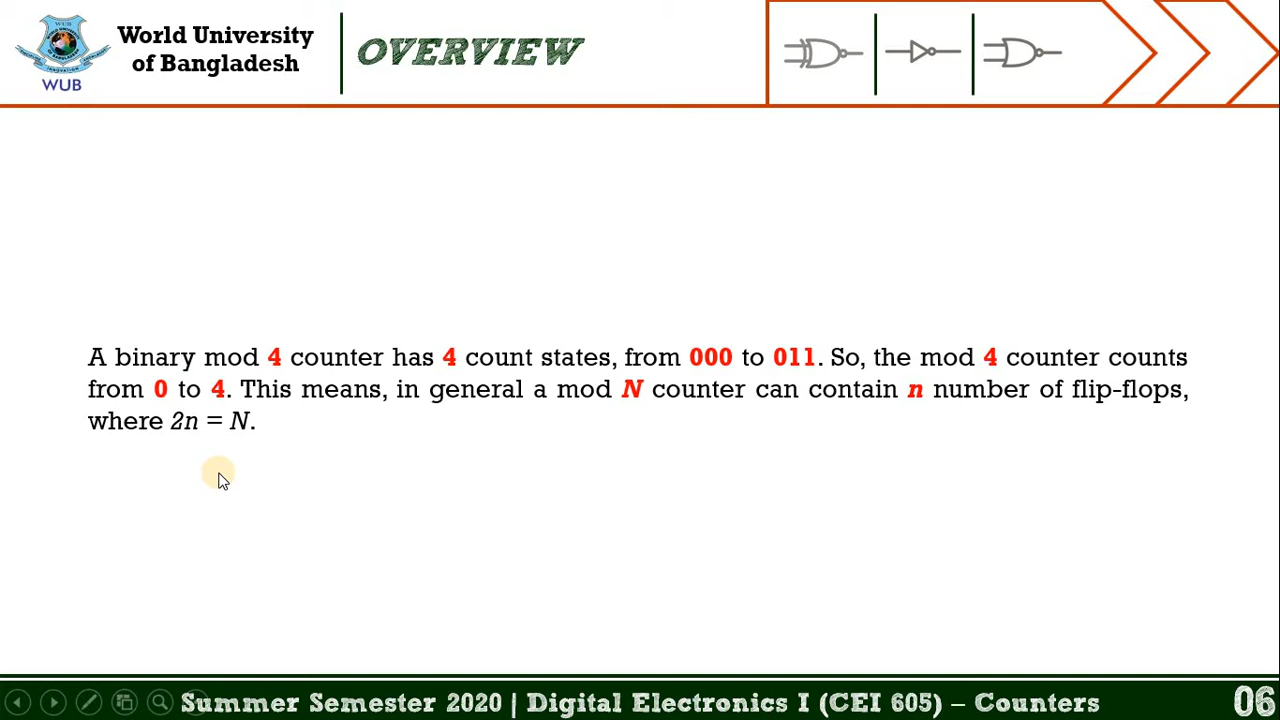 World University
of Bangladesh
WUB
OVERVIEW
A binary mod 4 counter has 4 count states, from 000 to 011. So, the mod 4 counter counts
from 0 to 4. This means, in general a mod N counter can contain n number of flip-flops,
where 2n = N.
Summer Semester 2020 | Digital Electronics I (CEI 605) – Counters
06